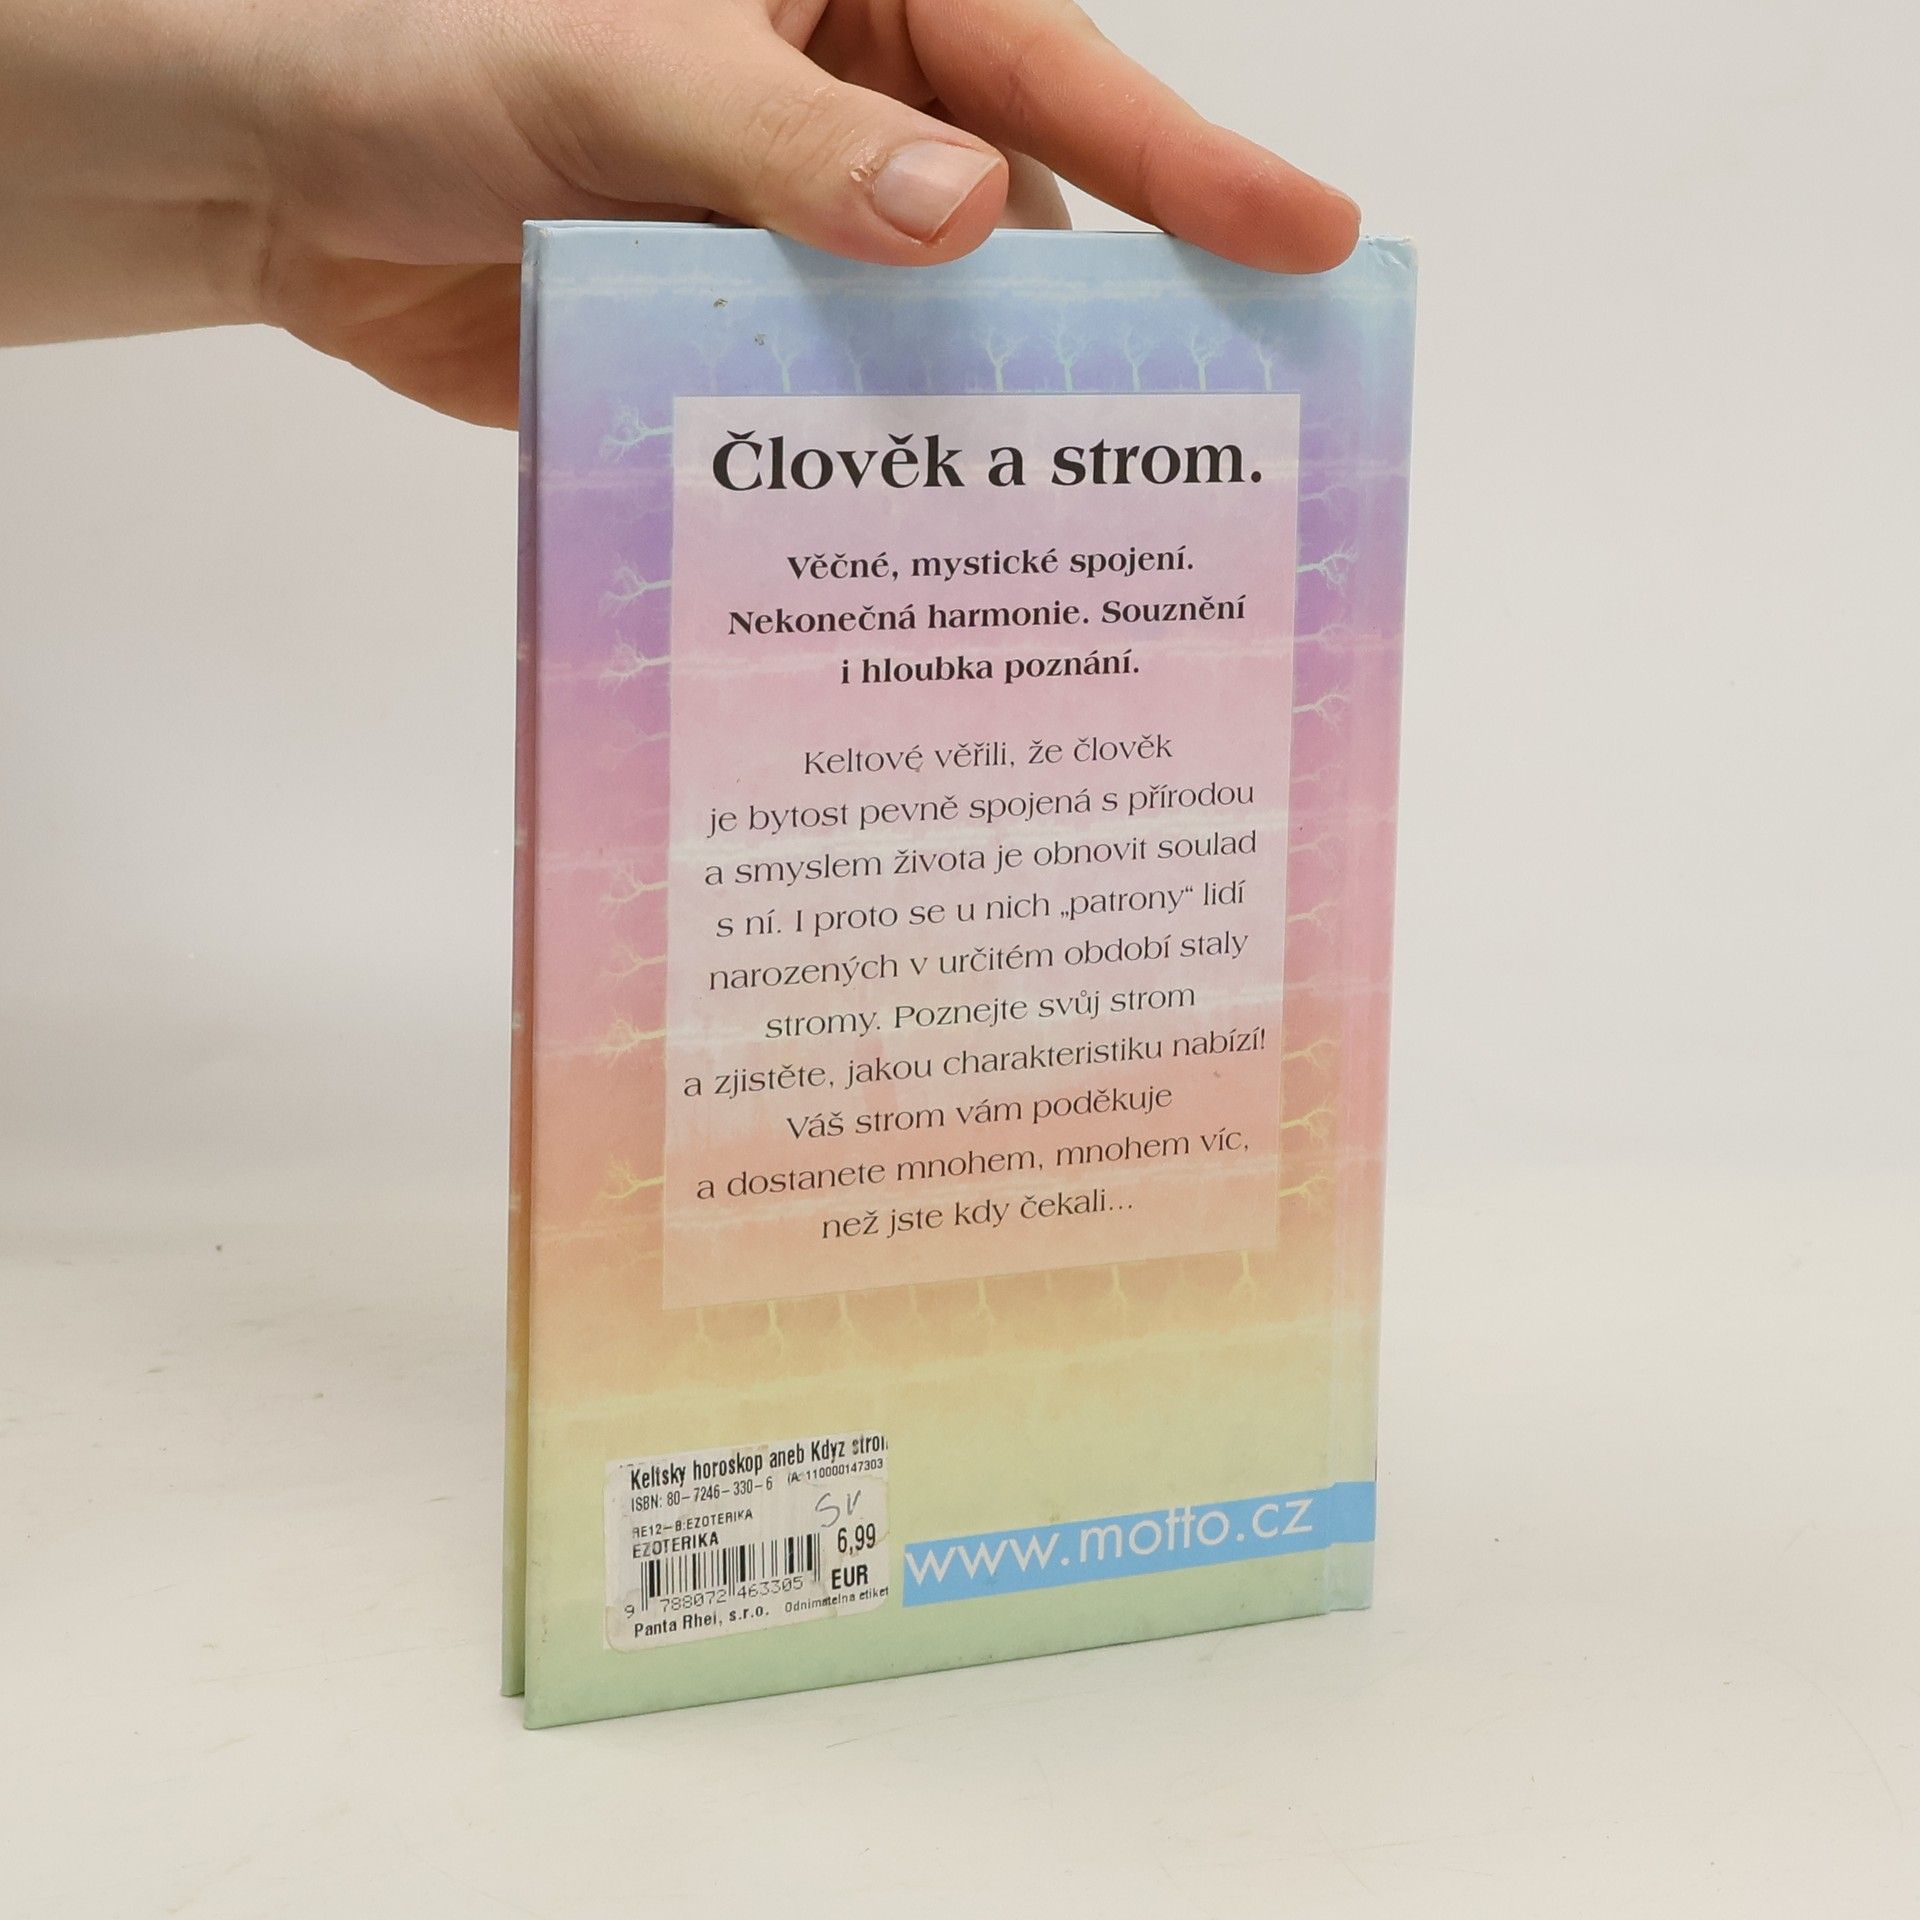 Člověk a strom.
Věčné, mystické spojení.
Nekonečná harmonie. Souznění
i hloubka poznání.
Keltové věřili, že člověk
je bytost pevně spojená s přírodou
a smyslem života je obnovit soulad
s ní. I proto se u nich „patrony“ lidí
narozených v určitém období staly
stromy. Poznejte svůj strom
a zjistěte, jakou charakteristiku nabízí!
Váš strom vám poděkuje
a dostanete mnohem, mnohem víc,
než jste kdy čekali...
Keltsky horoskop aneb Kdyz
ISBN: 80-7246-330-6 (A: 110000147303
RE12-B:EZOTERIKA
EZOTERIKA
SV
6,99
EUR
9 788072 463305
Panta Rhei, s.r.o. Odnimatelna etiket
www.motto.cz